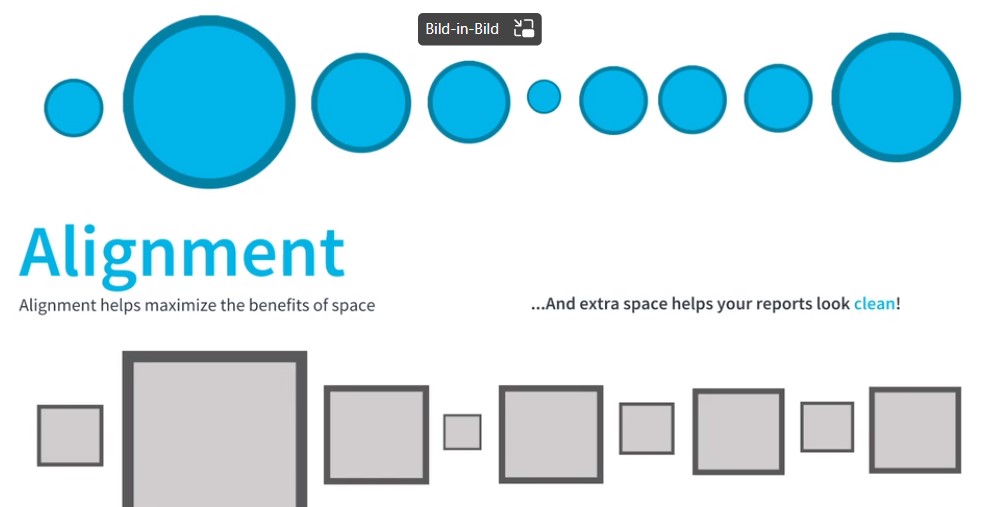 Bild-in-Bild
Alignment
Alignment helps maximize the benefits of space
...And extra space helps your reports look clean!